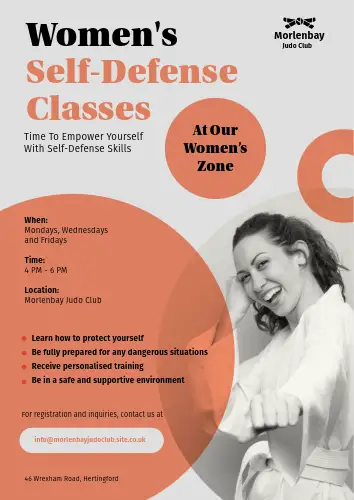 Women's
Self-Defense
Classes
Morlenbay
Judo Club
Time To Empower Yourself
With Self-Defense Skills
At Our
Women's
Zone
When:
Mondays, Wednesdays
and Fridays
Time:
4 PM - 6 PM
Location:
Morlenbay Judo Club
Learn how to protect yourself
Be fully prepared for any dangerous situations
Receive personalised training
Be in a safe and supportive environment
For registration and inquiries, contact us at
info@morlenbayjudoclub.site.co.uk
46 Wrexham Road, Hertingford